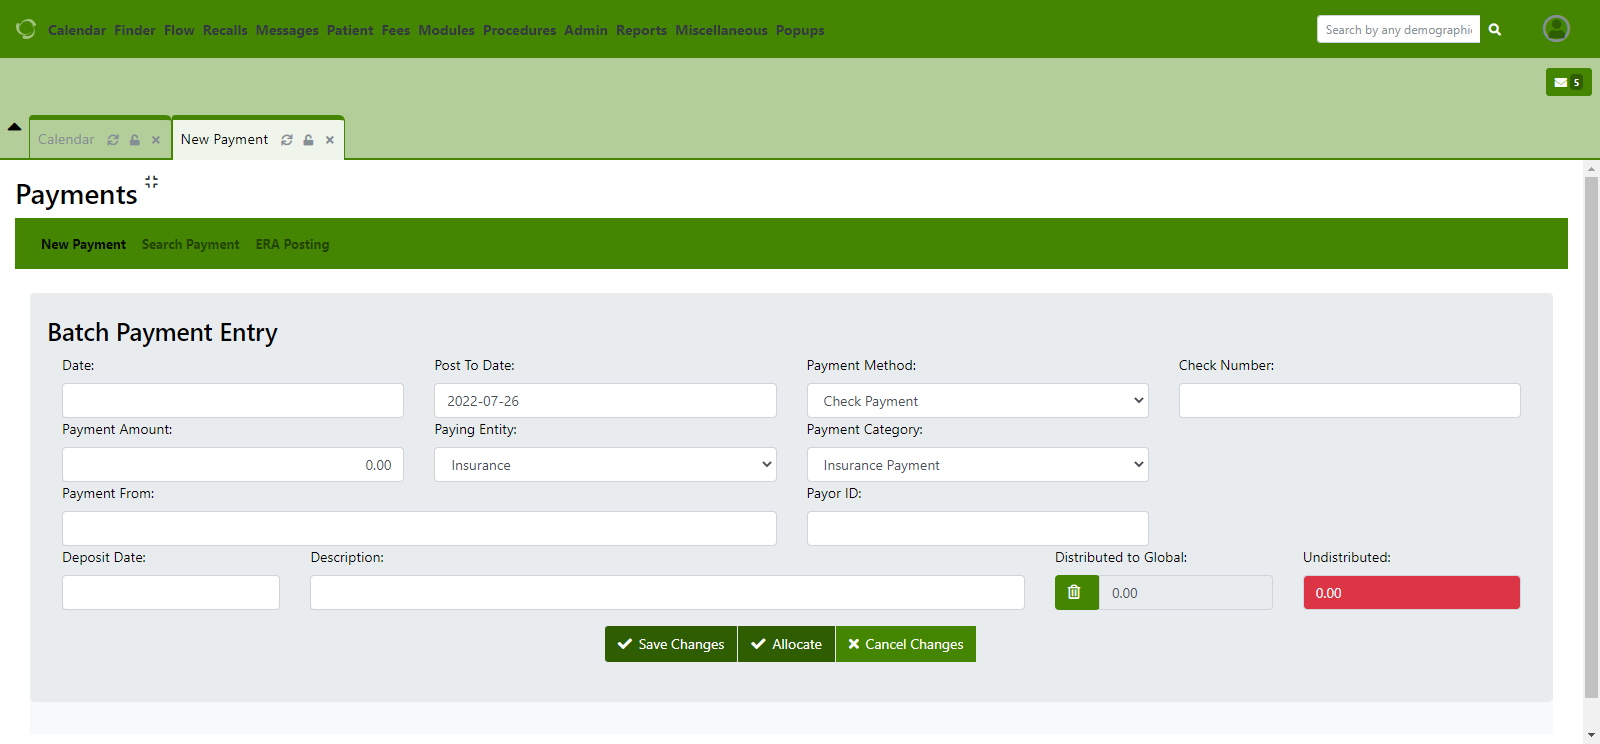 Calendar Finder Flow Recalls Messages Patient Fees Modules Procedures Admin Reports Miscellaneous Popups
Search by any demographi
5
Calendar
New Payment
Payments
New Payment Search Payment ERA Posting
Batch Payment Entry
Date: Post To Date: Payment Method: Check Number:
2022-07-26 Check Payment
Payment Amount: Paying Entity: Payment Category:
0.00 Insurance Insurance Payment
Payment From: Payor ID:
Deposit Date: Description: Distributed to Global: Undistributed:
0.00 0.00
Save Changes Allocate Cancel Changes